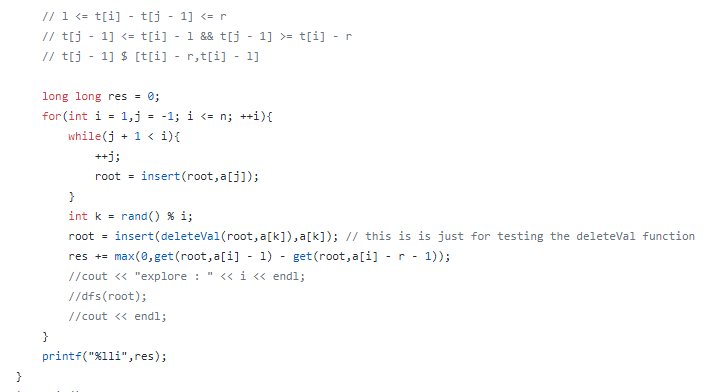 // l <= t[i] - t[j - 1] <= r
// t[j - 1] <= t[i] - l && t[j - 1] >= t[i] - r
// t[j - 1] $ [t[i] - r,t[i] - l]
long long res = 0;
for(int i = 1,j = -1; i <= n; ++i){
while(j + 1 < i){
++j;
root = insert(root,a[j]);
}
int k = rand() % i;
root = insert(deleteVal(root,a[k]),a[k]); // this is is just for testing the deleteVal function
res += max(0,get(root,a[i] - l) - get(root,a[i] - r - 1));
//cout << "explore : " << i << endl;
//dfs(root);
//cout << endl;
}
printf("%lli",res);
}